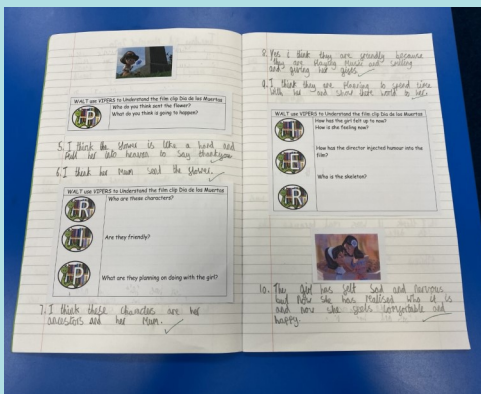 WALT use VIPERS to Understand the film clip Dia de los Muertos
Who do you think sent the flower?
What do you think is going to happen?
P
5. I think the flower is like a hand and
Pull her into heaven to say thankyou
6. I think her Mum send the flower.
WALT use VIPERS to Understand the film clip Dia de los Muertos
Who are these characters?
R
Are they friendly?
What are they planning on doing with the girl?
P
7. I think these characters are her
ancestors and her Mum.
8. Yes I think they are friendly because
they are Playing Music and smiling
and giving her gifts
9. I think they are Planning to spend time
with her and show there world to her.
WALT use VIPERS to Understand the film clip Dia de los Muertos
How has the girl felt up to now?
How is she feeling now?
How has the director injected humour into the
film?
E
Who is the skeleton?
R
10. The Girl has felt Sad and nervous
but now she has realised who it is
and now she feels comfortable and
happy.